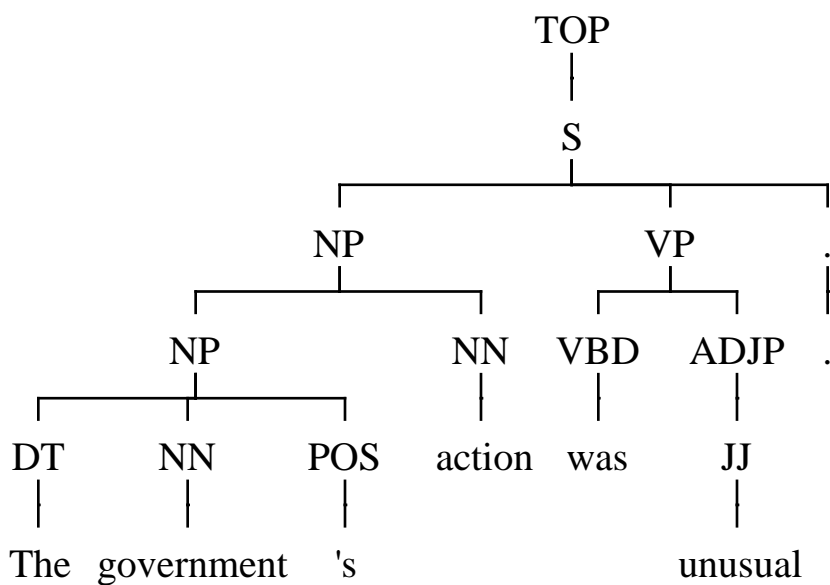 TOP
S
NP VP .
NP NN VBD ADJP .
DT NN POS action was JJ
The government 's unusual